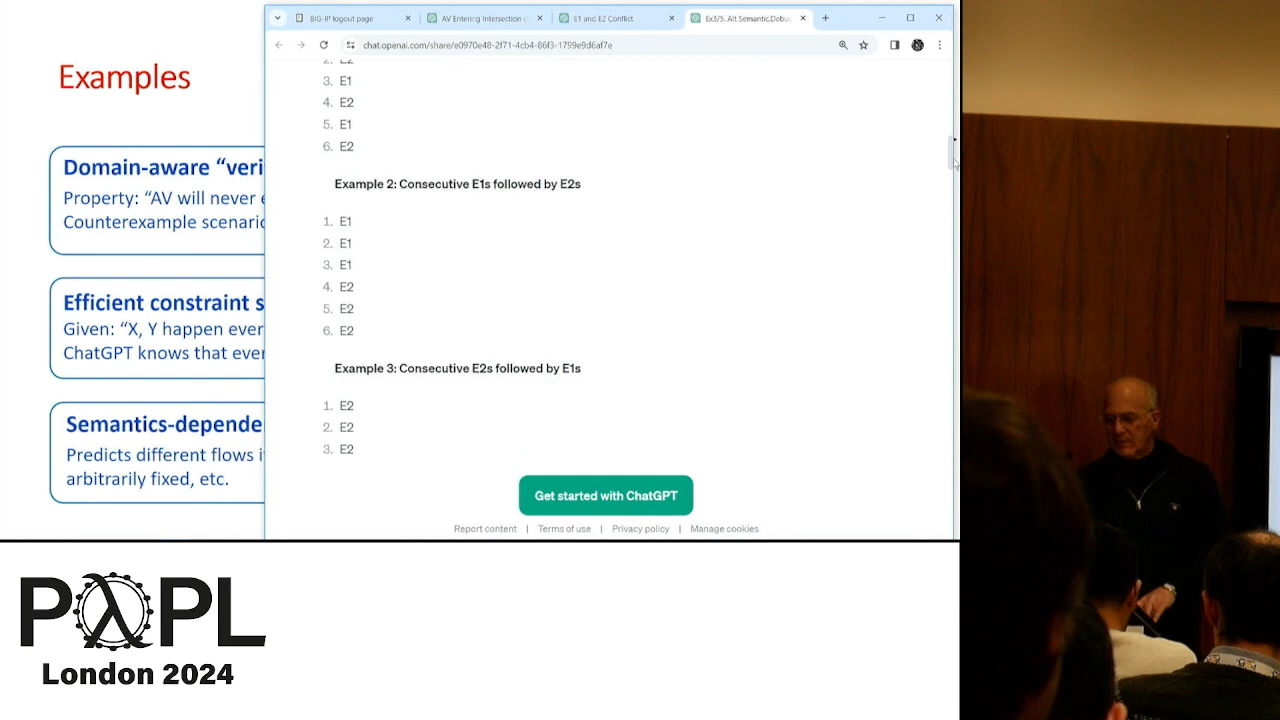 Examples
Domain-aware “veri
Property: “AV will never e
Counterexample scenario
Efficient constraint s
Given: “X, Y happen ever
ChatGPT knows that ever
Semantics-depende
Predicts different flows i
arbitrarily fixed, etc.
BIG-IP logout page
AV Entering Intersection
E1 and E2 Conflict
Ex3/5. Alt Semantic.Debu
chat.openai.com/share/e0970e48-2f71-4cb4-86f3-1799e9d6af7e
2. E2
3. E1
4. E2
5. E1
6. E2
Example 2: Consecutive E1s followed by E2s
1. E1
2. E1
3. E1
4. E2
5. E2
6. E2
Example 3: Consecutive E2s followed by E1s
1. E2
2. E2
3. E2
Get started with ChatGPT
Report content | Terms of use | Privacy policy | Manage cookies
PλPL
London 2024